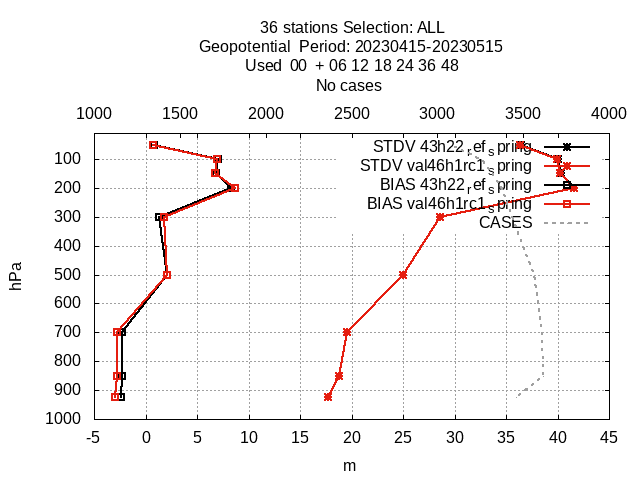 36 stations Selection: ALL
Geopotential Period: 20230415-20230515
Used 00 + 06 12 18 24 36 48
No cases
1000 1500 2000 2500 3000 3500 4000
STDV 43h22_ref_spring
STDV val46h1rc1_spring
BIAS 43h22_ref_spring
BIAS val46h1rc1_spring
CASES
100
200
300
400
500
600
700
800
900
1000
hPa
-5 0 5 10 15 20 25 30 35 40 45
m